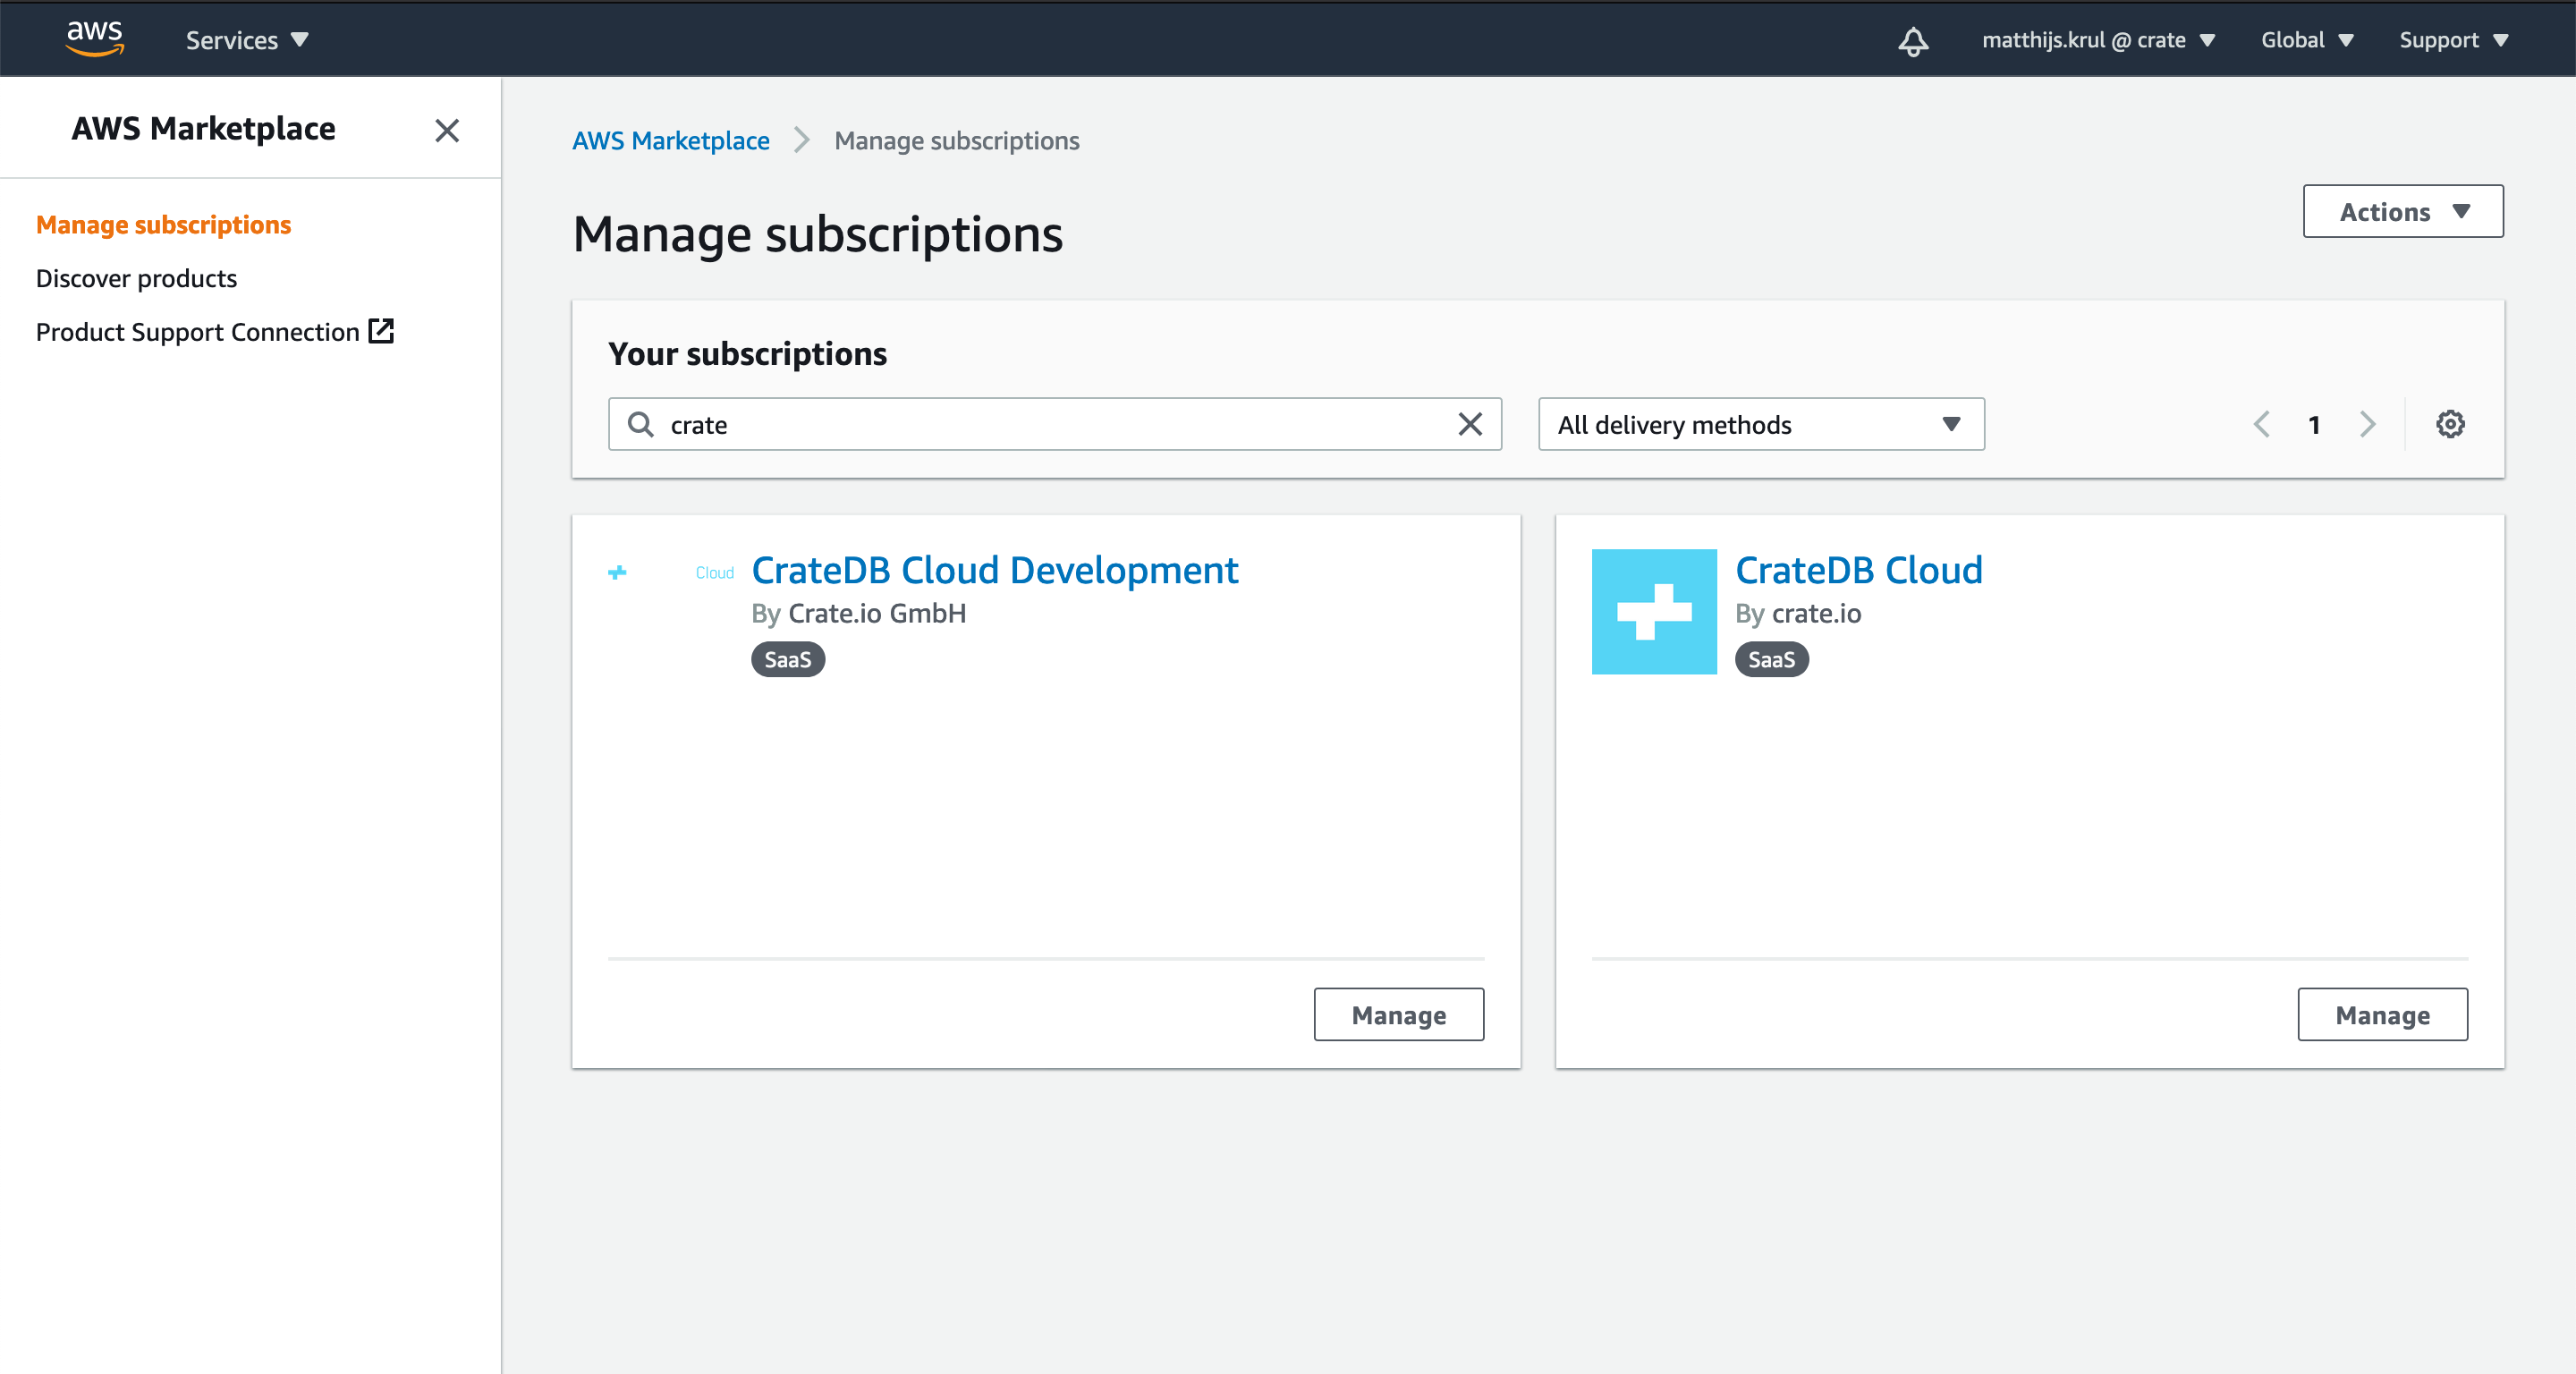 aws
Services
matthijs.krul @ crate
Global
Support
AWS Marketplace
Manage subscriptions
Discover products
Product Support Connection
AWS Marketplace
Manage subscriptions
Manage subscriptions
Actions
Your subscriptions
crate
All delivery methods
1
Cloud
CrateDB Cloud Development
By Crate.io GmbH
SaaS
Manage
CrateDB Cloud
By crate.io
SaaS
Manage